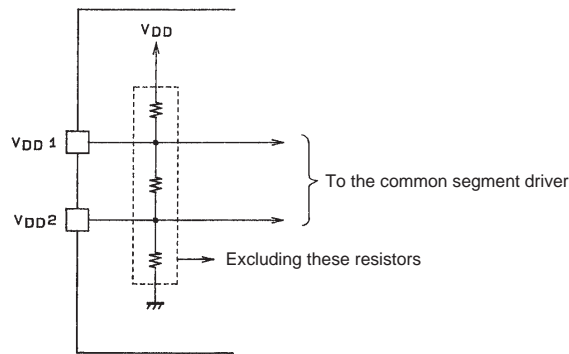 VDD
VDD 1
To the common segment driver
VDD2
Excluding these resistors